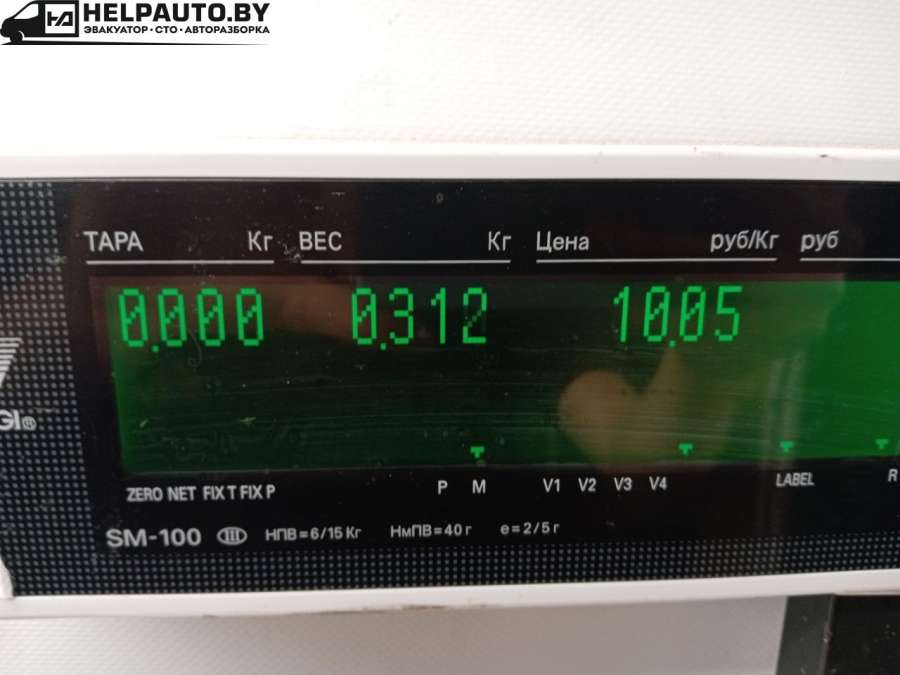 HELPAUTO.BY
ЭВАКУАТОР · СТО · АВТОРАЗБОРКА
ТАРА Кг ВЕС Кг Цена руб/Кг руб
0.000 0.312 10.05
GI®
ZERO NET FIX T FIX P P M V1 V2 V3 V4 LABEL R
SM-100 III НПВ=6/15 Кг НмПВ=40 г е=2/5 г